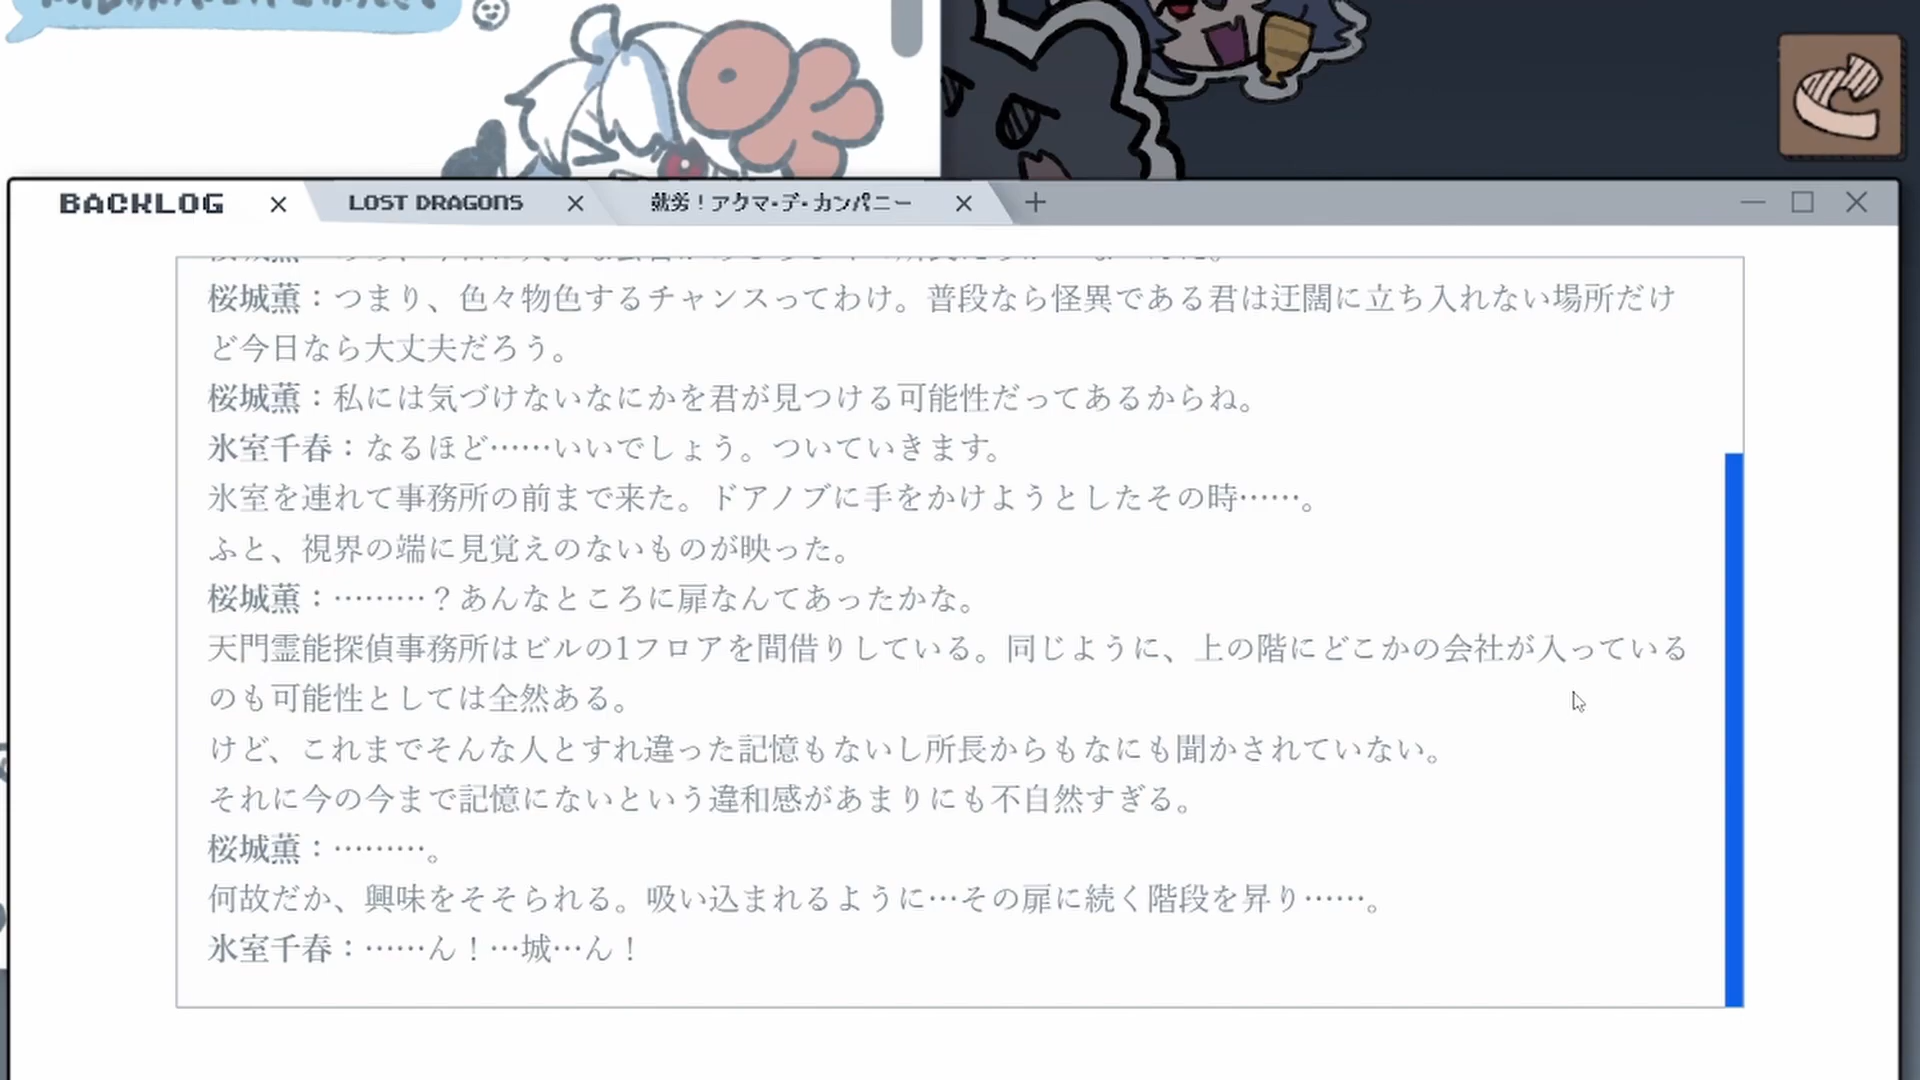 BACKLOG
LOST DRAGONS
就労！アクマ・デ・カンパニー
桜城薫：つまり、色々物色するチャンスってわけ。普段なら怪異である君は迂闊に立ち入れない場所だけ
ど今日なら大丈夫だろう。
桜城薫：私には気づけないなにかを君が見つける可能性だってあるからね。
氷室千春：なるほど……いいでしょう。ついていきます。
氷室を連れて事務所の前まで来た。ドアノブに手をかけようとしたその時……。
ふと、視界の端に見覚えのないものが映った。
桜城薫：………？あんなところに扉なんてあったかな。
天門霊能探偵事務所はビルの1フロアを間借りしている。同じように、上の階にどこかの会社が入っている
のも可能性としては全然ある。
けど、これまでそんな人とすれ違った記憶もないし所長からもなにも聞かされていない。
それに今の今まで記憶にないという違和感があまりにも不自然すぎる。
桜城薫：………。
何故だか、興味をそそられる。吸い込まれるように…その扉に続く階段を昇り……。
氷室千春：……ん！…城…ん！